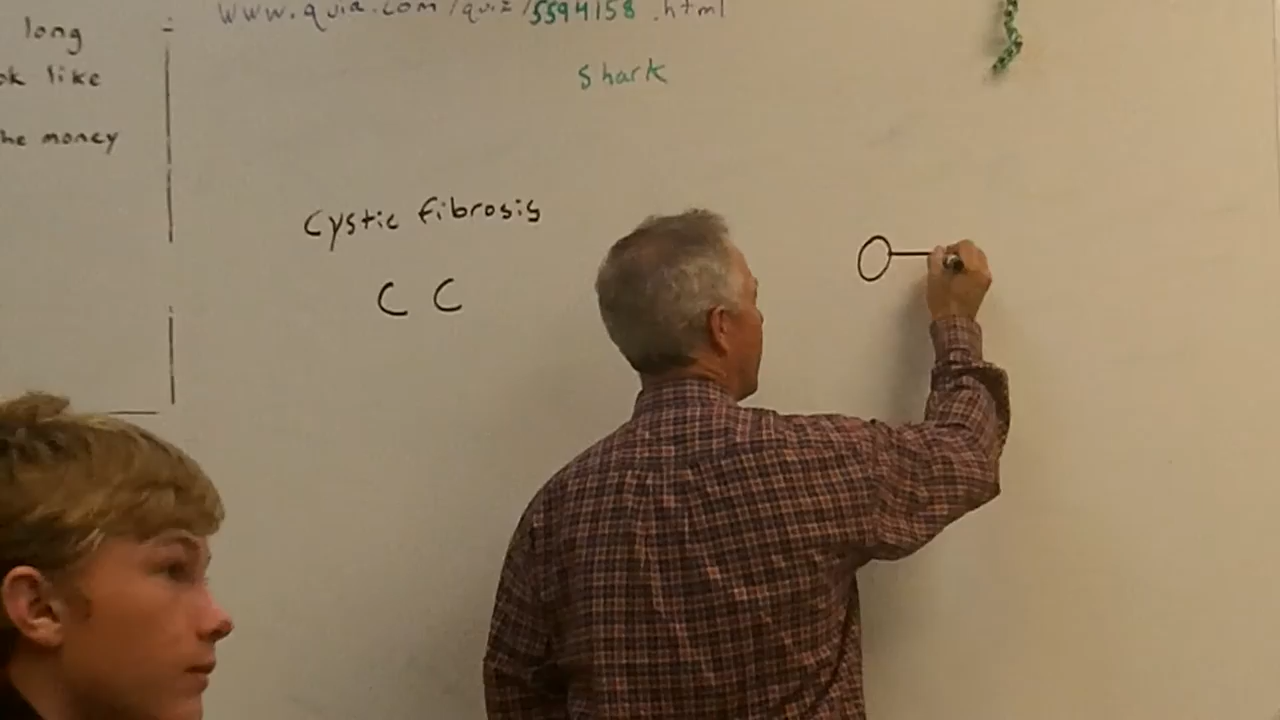 long
ok like
he money
www.quia.com/quiz/5594158.html
shark
Cystic fibrosis
C C